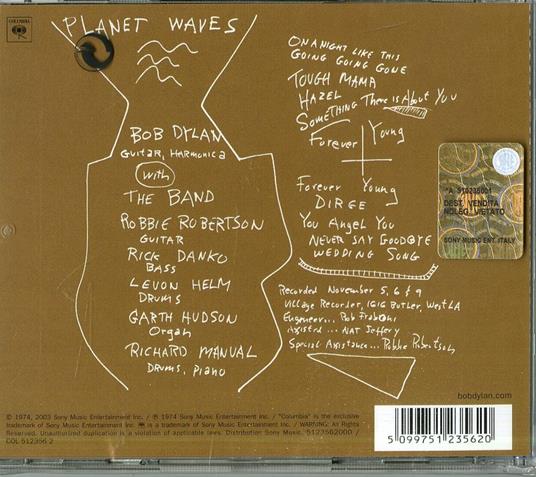 PLANET WAVES
COLUMBIA
BOB DYLAN
GUITAR, HARMONICA
With
THE BAND
ROBBIE ROBERTSON
GUITAR
RICK DANKO
BASS
LEVON HELM
DRUMS
GARTH HUDSON
Organ
RICHARD MANUAL
DRUMS, PIANO
ON A NIGHT LIKE THIS
GOING GOING GONE
TOUGH MAMA
HAZEL
SOMETHING There is About You
Forever Young
Forever Young
DIRGE
You Angel You
NEVER SAY GOODBYE
WEDDING SONG
Recorded November 5, 6 & 9
Village Recorder, 1616 Butler, West LA
Engineer... Rob Fraboni
Assisted... NAT Jeffery
Special Assistance... Robbie Robertson
*A S10235001
DEST. VENDITA
NOLEG. VIETATO
SONY MUSIC ENT. ITALY
bobdylan.com
© 1974, 2003 Sony Music Entertainment Inc. / ℗ 1974 Sony Music Entertainment Inc. / "Columbia" is the exclusive
trademark of Sony Music Entertainment Inc. / is a trademark of Sony Music Entertainment Inc. / WARNING: All Rights
Reserved. Unauthorized duplication is a violation of applicable laws. Distribution Sony Music. 5123562000 /
COL 512356 2
5 099751 235620